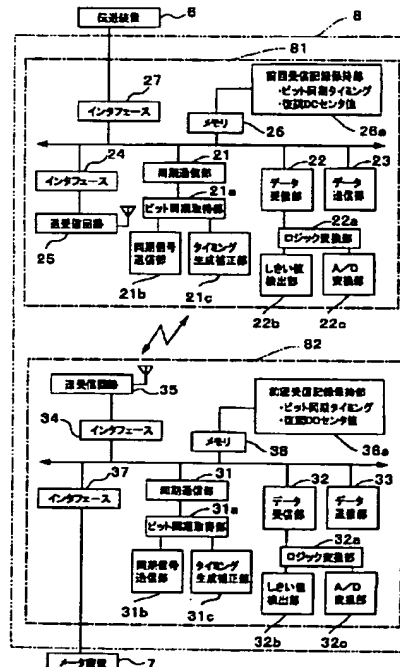 伝送装置 6
8
81
27
インタフェース
前回受信記録保持部
・ビット同期タイミング
・復調DCセンタ値
メモリ 26 26a
24
インタフェース
21
同期通信部
22
データ受信部
23
データ送信部
送受信回路
25
21a
ビット同期取得部
22a
ロジック変換部
同期信号送信部
タイミング生成補正部
しきい値検出部
A/D変換部
21b 21c 22b 22c
82
送受信回路 35
34
インタフェース
前回受信記録保持部
・ビット同期タイミング
・復調DCセンタ値
メモリ 36 36a
37
インタフェース
31
同期通信部
32
データ受信部
33
データ送信部
31a
ビット同期取得部
32a
ロジック変換部
同期信号送信部
タイミング生成補正部
しきい値検出部
A/D変換部
31b 31c 32b 32c
メータ装置 7